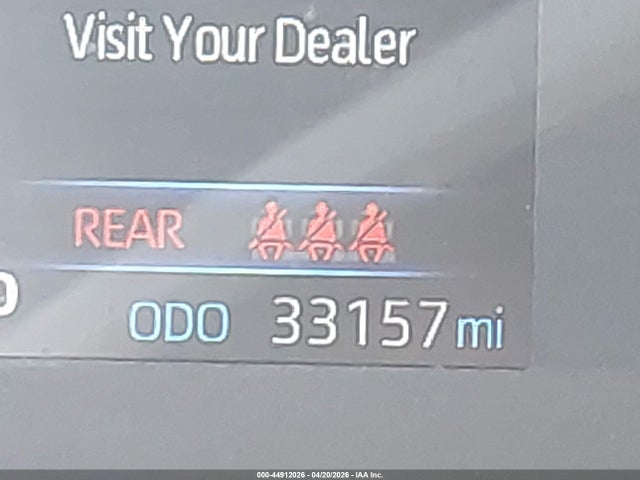 Visit Your Dealer
REAR
ODO 33157 mi
000-44912026 - 04/20/2026 - IAA Inc.